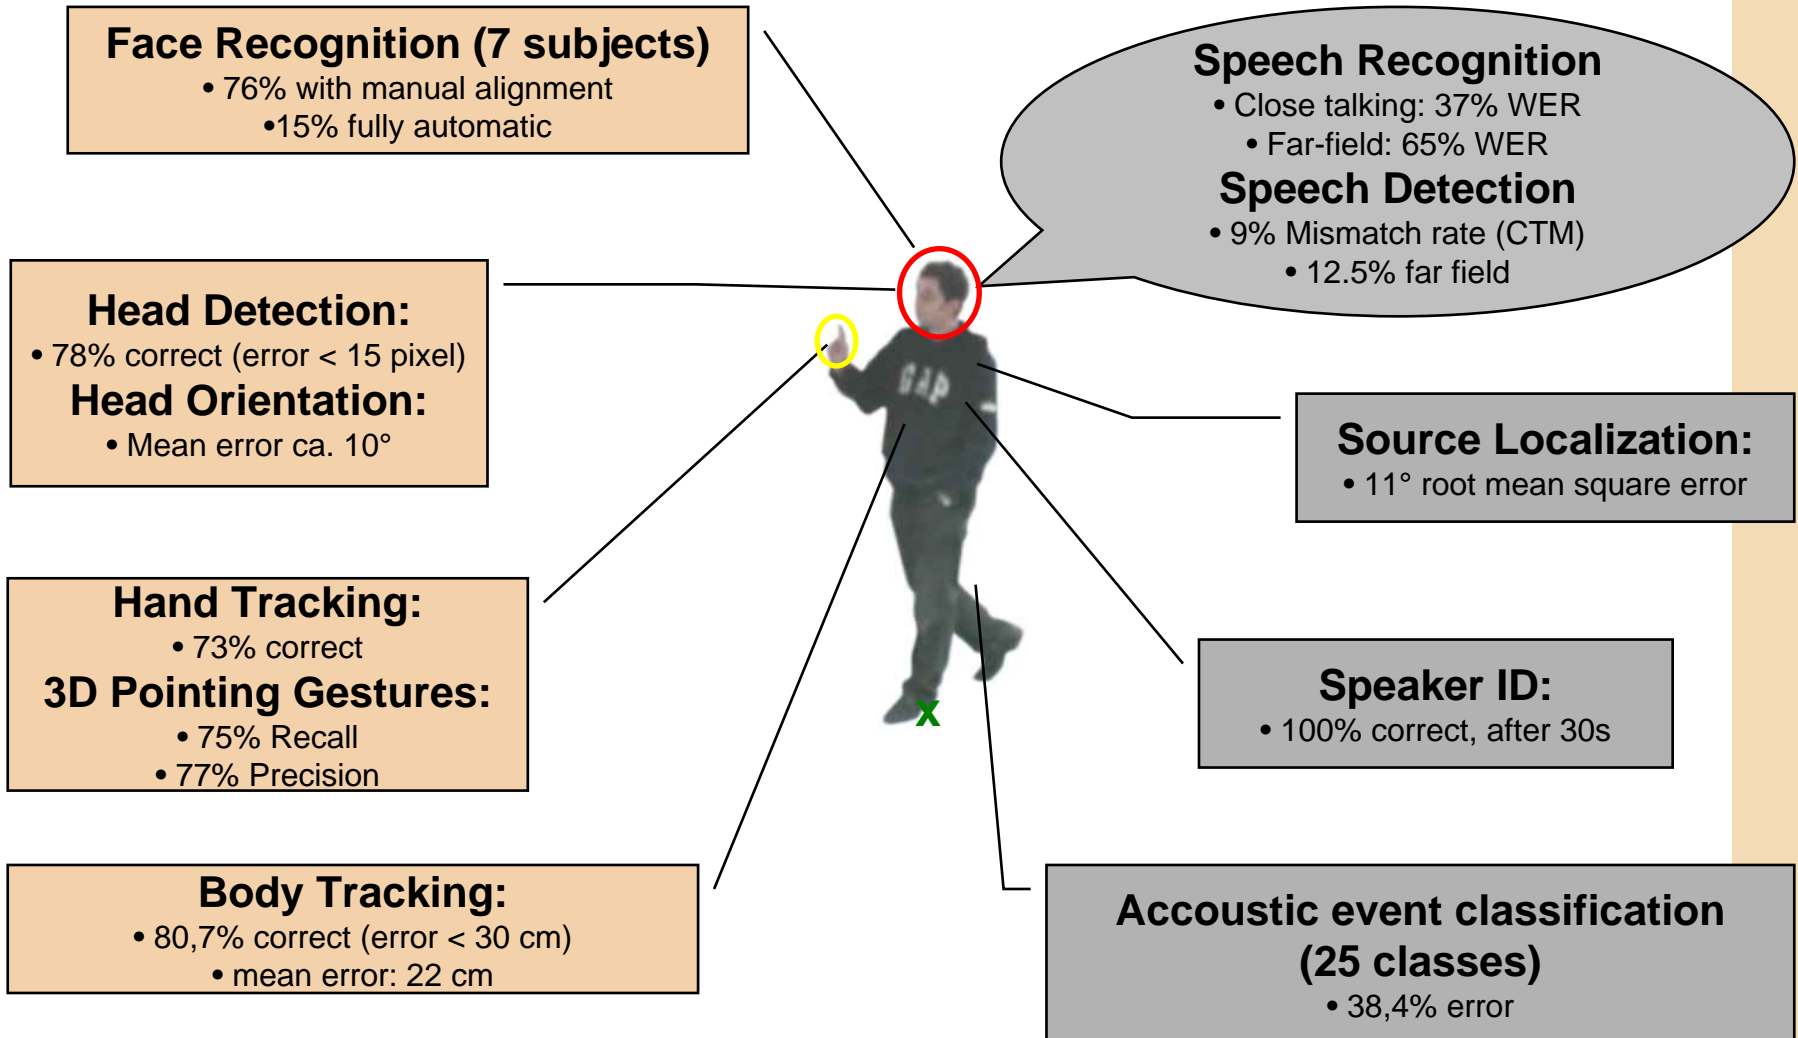 Face Recognition (7 subjects)
• 76% with manual alignment
•15% fully automatic
Speech Recognition
• Close talking: 37% WER
• Far-field: 65% WER
Speech Detection
• 9% Mismatch rate (CTM)
• 12.5% far field
Head Detection:
• 78% correct (error < 15 pixel)
Head Orientation:
• Mean error ca. 10°
GAP
Source Localization:
• 11° root mean square error
Hand Tracking:
• 73% correct
3D Pointing Gestures:
• 75% Recall
• 77% Precision
Speaker ID:
• 100% correct, after 30s
x
Body Tracking:
• 80,7% correct (error < 30 cm)
• mean error: 22 cm
Accoustic event classification
(25 classes)
• 38,4% error